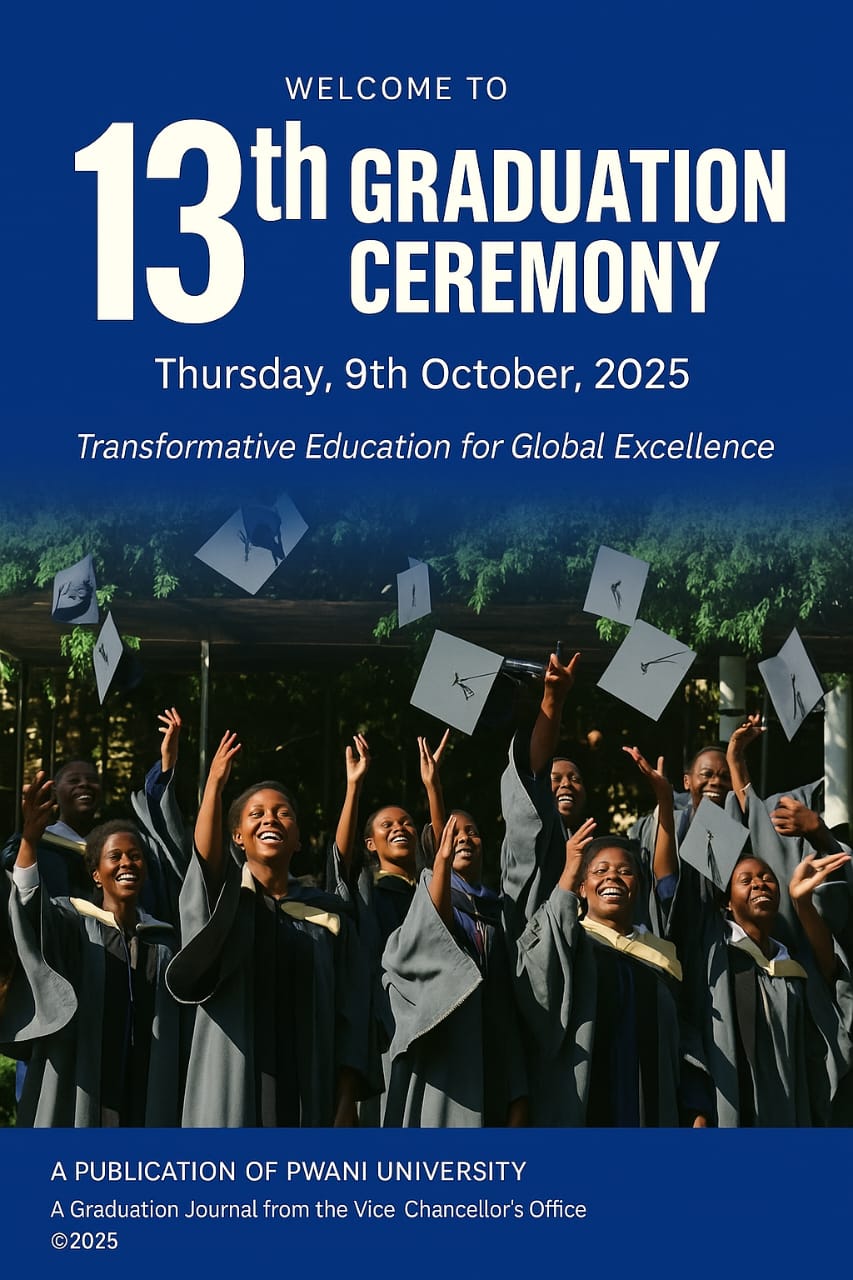 WELCOME TO
13th GRADUATION
CEREMONY
Thursday, 9th October, 2025
Transformative Education for Global Excellence
A PUBLICATION OF PWANI UNIVERSITY
A Graduation Journal from the Vice Chancellor's Office
©2025